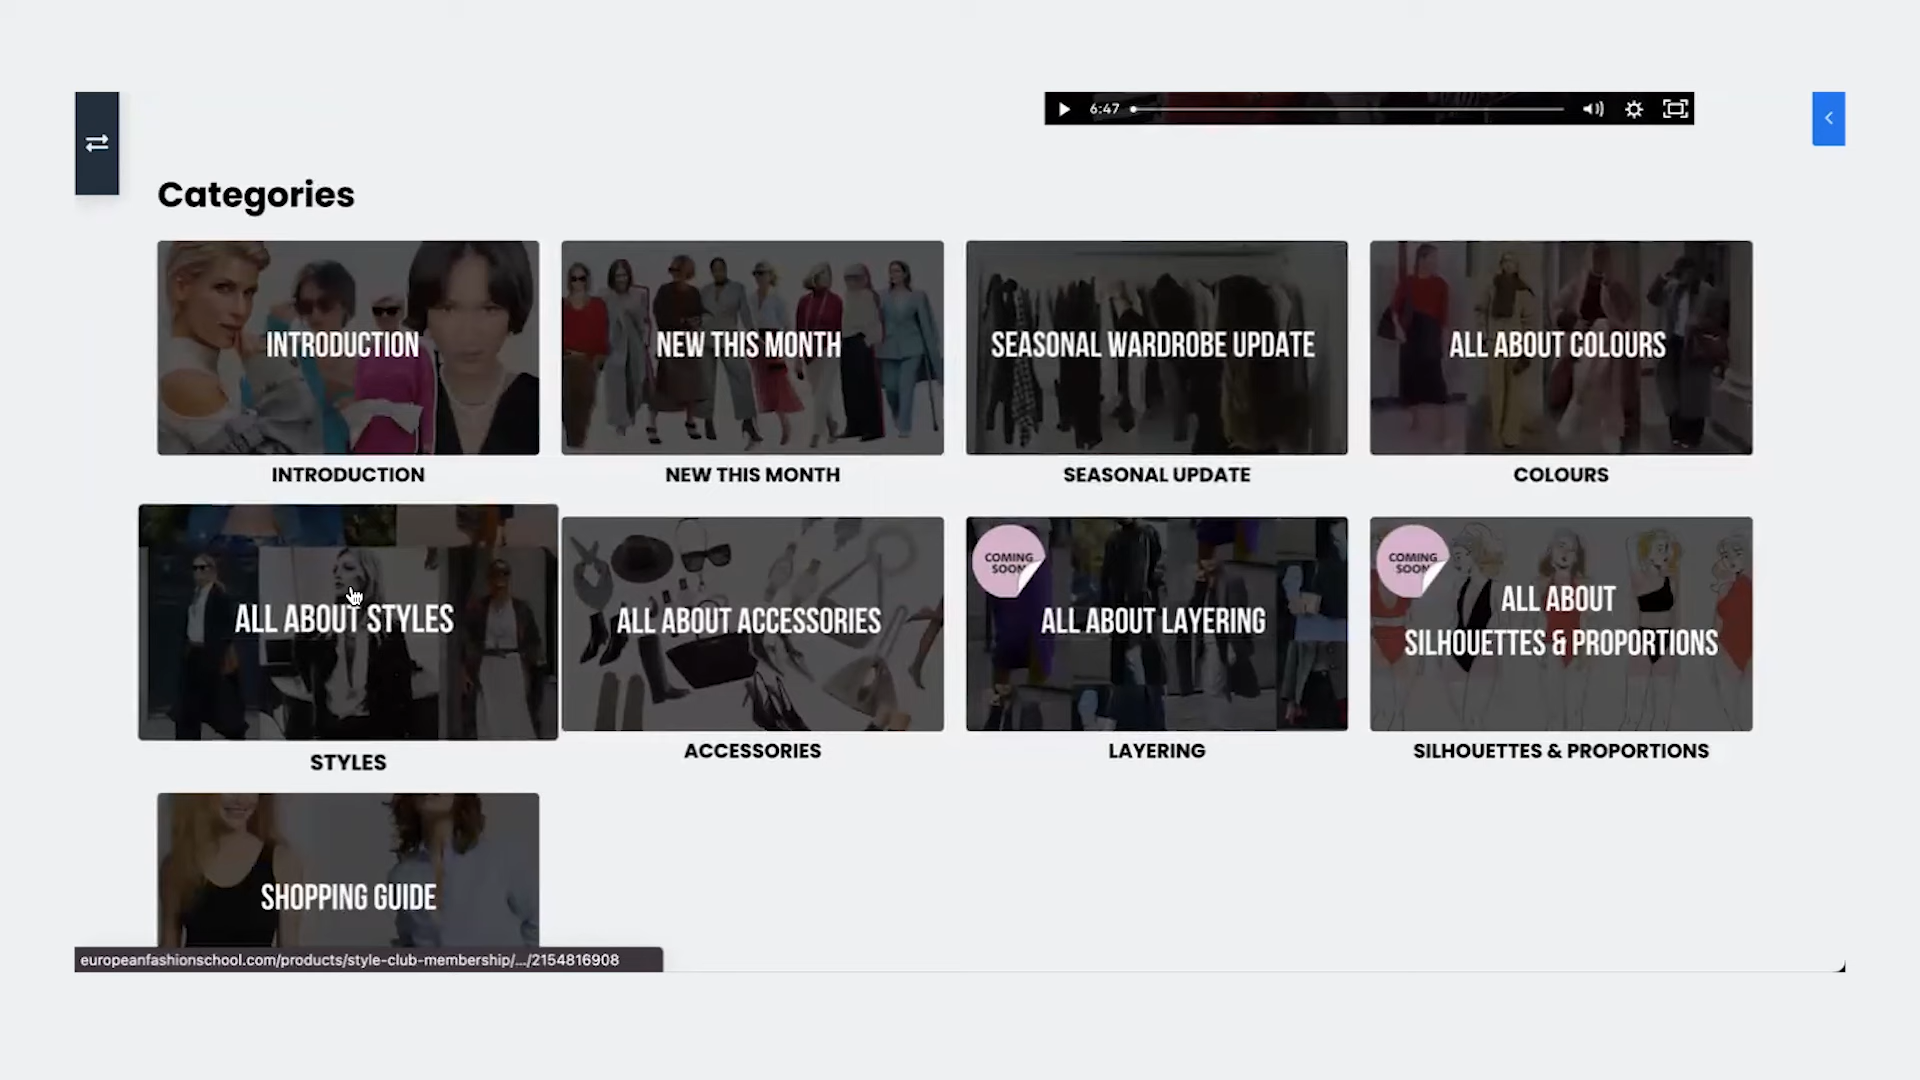 6:47
Categories
INTRODUCTION
NEW THIS MONTH
SEASONAL WARDROBE UPDATE
ALL ABOUT COLOURS
INTRODUCTION
NEW THIS MONTH
SEASONAL UPDATE
COLOURS
ALL ABOUT STYLES
ALL ABOUT ACCESSORIES
COMING
SOON
ALL ABOUT LAYERING
COMING
SOON
ALL ABOUT
SILHOUETTES & PROPORTIONS
STYLES
ACCESSORIES
LAYERING
SILHOUETTES & PROPORTIONS
SHOPPING GUIDE
europeanfashionschool.com/products/style-club-membership/.../2154816908